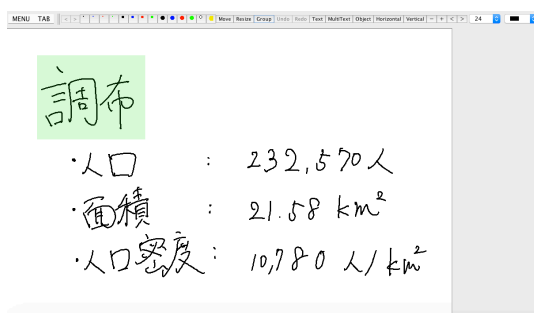 MENU TAB Move Resize Group Undo Redo Text MultiText Object Horizontal Vertical − + < > 24
調布
・人口 : 232,570人
・面積 : 21.58 km²
・人口密度 : 10,780 人/km²